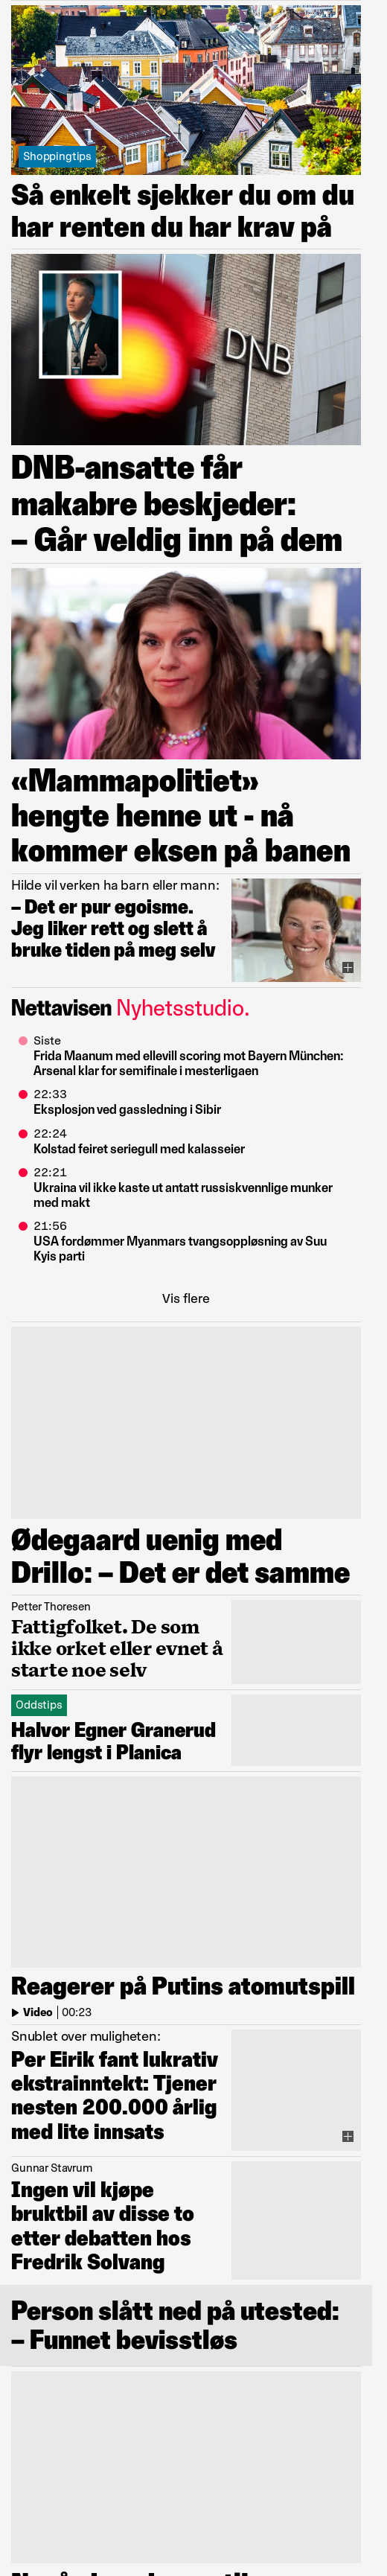 Shoppingtips
Så enkelt sjekker du om du
har renten du har krav på
DNB
DNB-ansatte får
makabre beskjeder:
– Går veldig inn på dem
«Mammapolitiet»
hengte henne ut - nå
kommer eksen på banen
Hilde vil verken ha barn eller mann:
– Det er pur egoisme.
Jeg liker rett og slett å
bruke tiden på meg selv
Nettavisen Nyhetsstudio.
Siste
Frida Maanum med ellevill scoring mot Bayern München:
Arsenal klar for semifinale i mesterligaen
22:33
Eksplosjon ved gassledning i Sibir
22:24
Kolstad feiret seriegull med kalasseier
22:21
Ukraina vil ikke kaste ut antatt russiskvennlige munker
med makt
21:56
USA fordømmer Myanmars tvangsoppløsning av Suu
Kyis parti
Vis flere
Ødegaard uenig med
Drillo: – Det er det samme
Petter Thoresen
Fattigfolket. De som
ikke orket eller evnet å
starte noe selv
Oddstips
Halvor Egner Granerud
flyr lengst i Planica
Reagerer på Putins atomutspill
Video 00:23
Snublet over muligheten:
Per Eirik fant lukrativ
ekstrainntekt: Tjener
nesten 200.000 årlig
med lite innsats
Gunnar Stavrum
Ingen vil kjøpe
bruktbil av disse to
etter debatten hos
Fredrik Solvang
Person slått ned på utested:
– Funnet bevisstløs